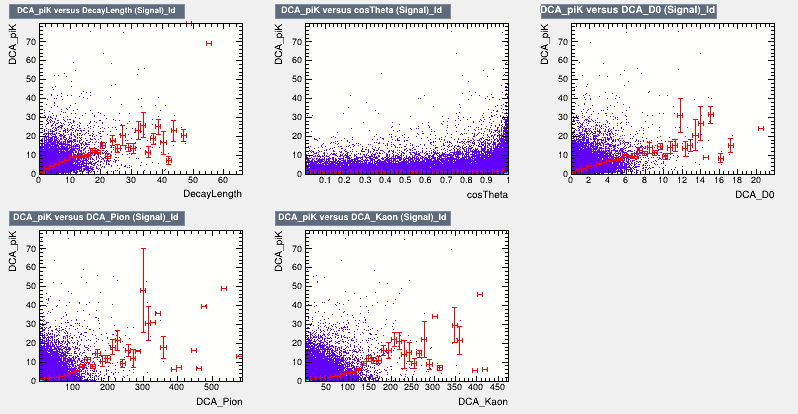 DCA_piK versus DecayLength (Signal)_Id
DCA_piK
70
60
50
40
30
20
10
0
0 10 20 30 40 50 60
DecayLength
DCA_piK versus cosTheta (Signal)_Id
DCA_piK
70
60
50
40
30
20
10
0
0.1 0.2 0.3 0.4 0.5 0.6 0.7 0.8 0.9 1
cosTheta
DCA_piK versus DCA_D0 (Signal)_Id
DCA_piK
70
60
50
40
30
20
10
0
0 2 4 6 8 10 12 14 16 18 20
DCA_D0
DCA_piK versus DCA_Pion (Signal)_Id
DCA_piK
70
60
50
40
30
20
10
0
100 200 300 400 500
DCA_Pion
DCA_piK versus DCA_Kaon (Signal)_Id
DCA_piK
70
60
50
40
30
20
10
0
50 100 150 200 250 300 350 400 450
DCA_Kaon